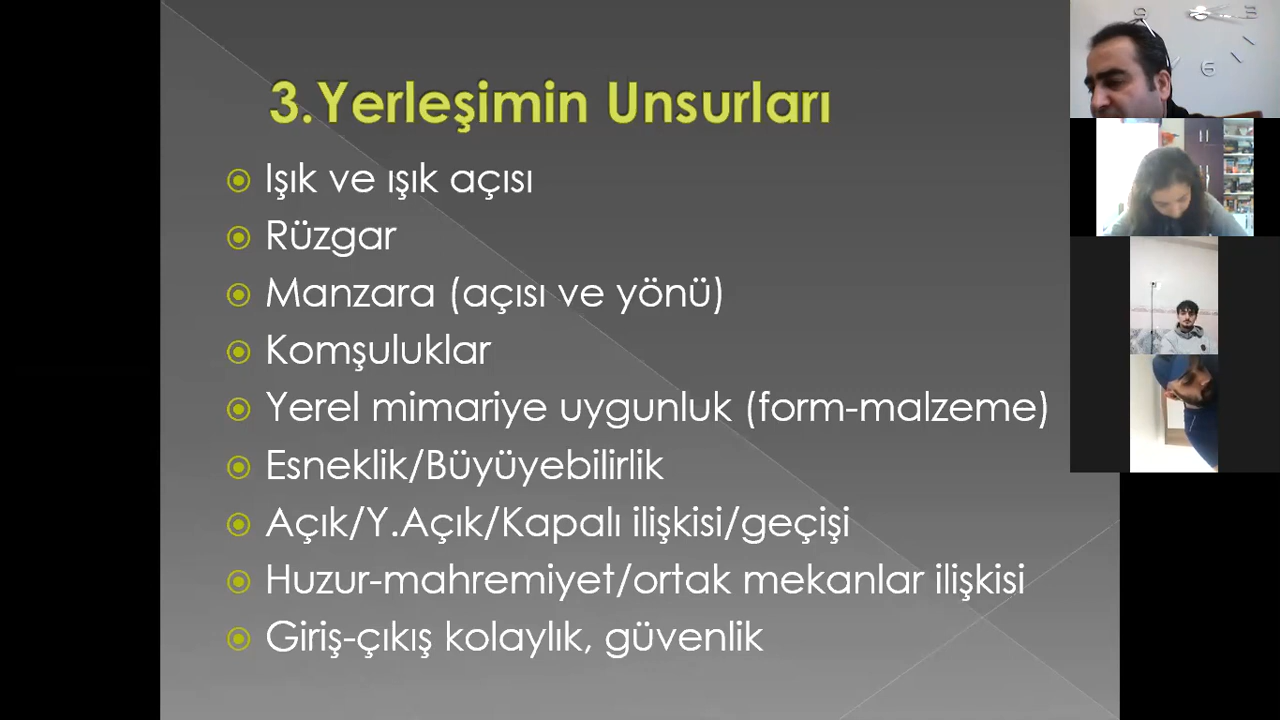 3.Yerleşimin Unsurları
Işık ve ışık açısı
Rüzgar
Manzara (açısı ve yönü)
Komşuluklar
Yerel mimariye uygunluk (form-malzeme)
Esneklik/Büyüyebilirlik
Açık/Y.Açık/Kapalı ilişkisi/geçişi
Huzur-mahremiyet/ortak mekanlar ilişkisi
Giriş-çıkış kolaylık, güvenlik